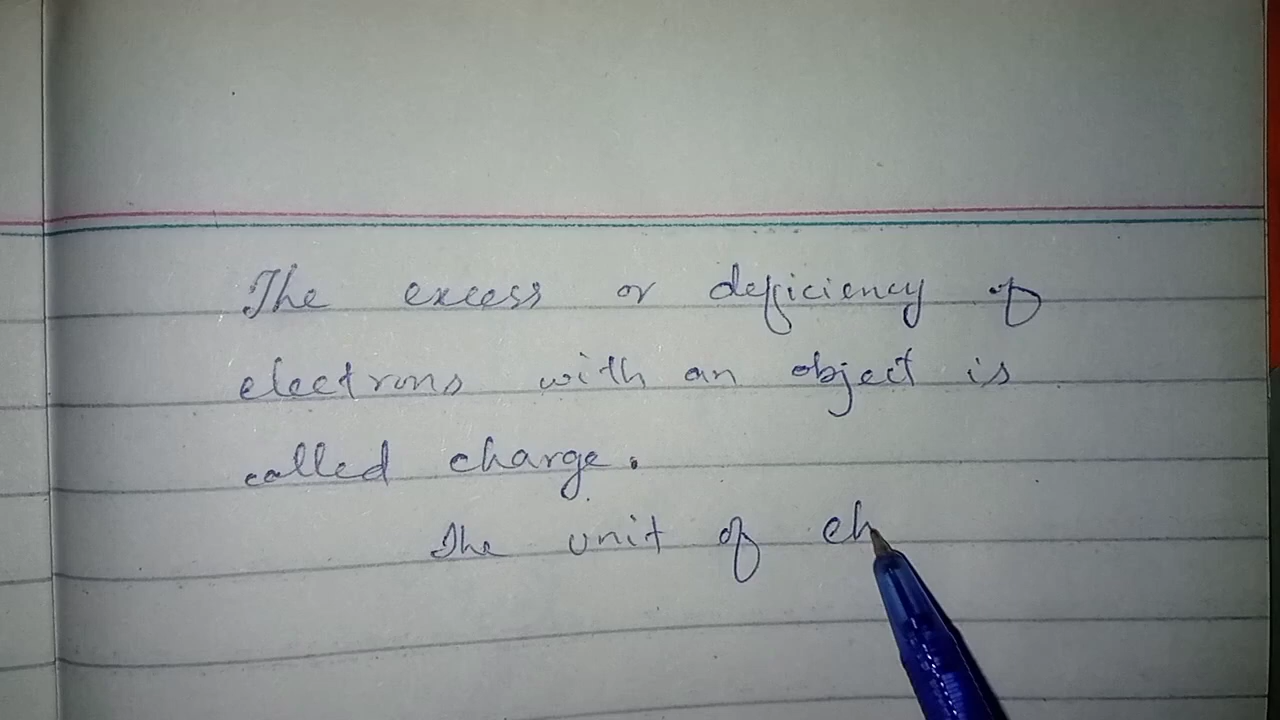 The excess or deficiency of
electrons with an object is
called charge.
The unit of ch